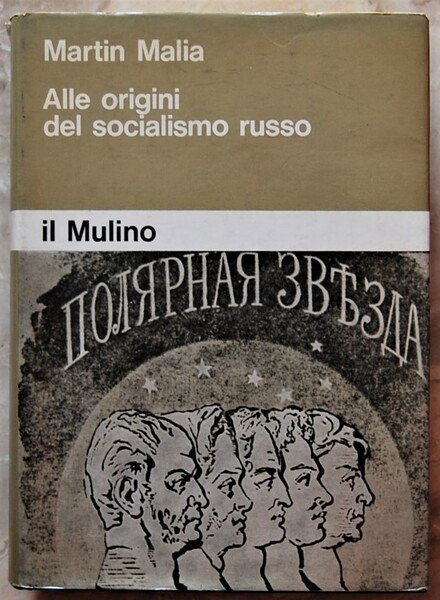 Martin Malia
Alle origini
del socialismo russo
il Mulino
ПОЛЯРНАЯ ЗВѢЗДА